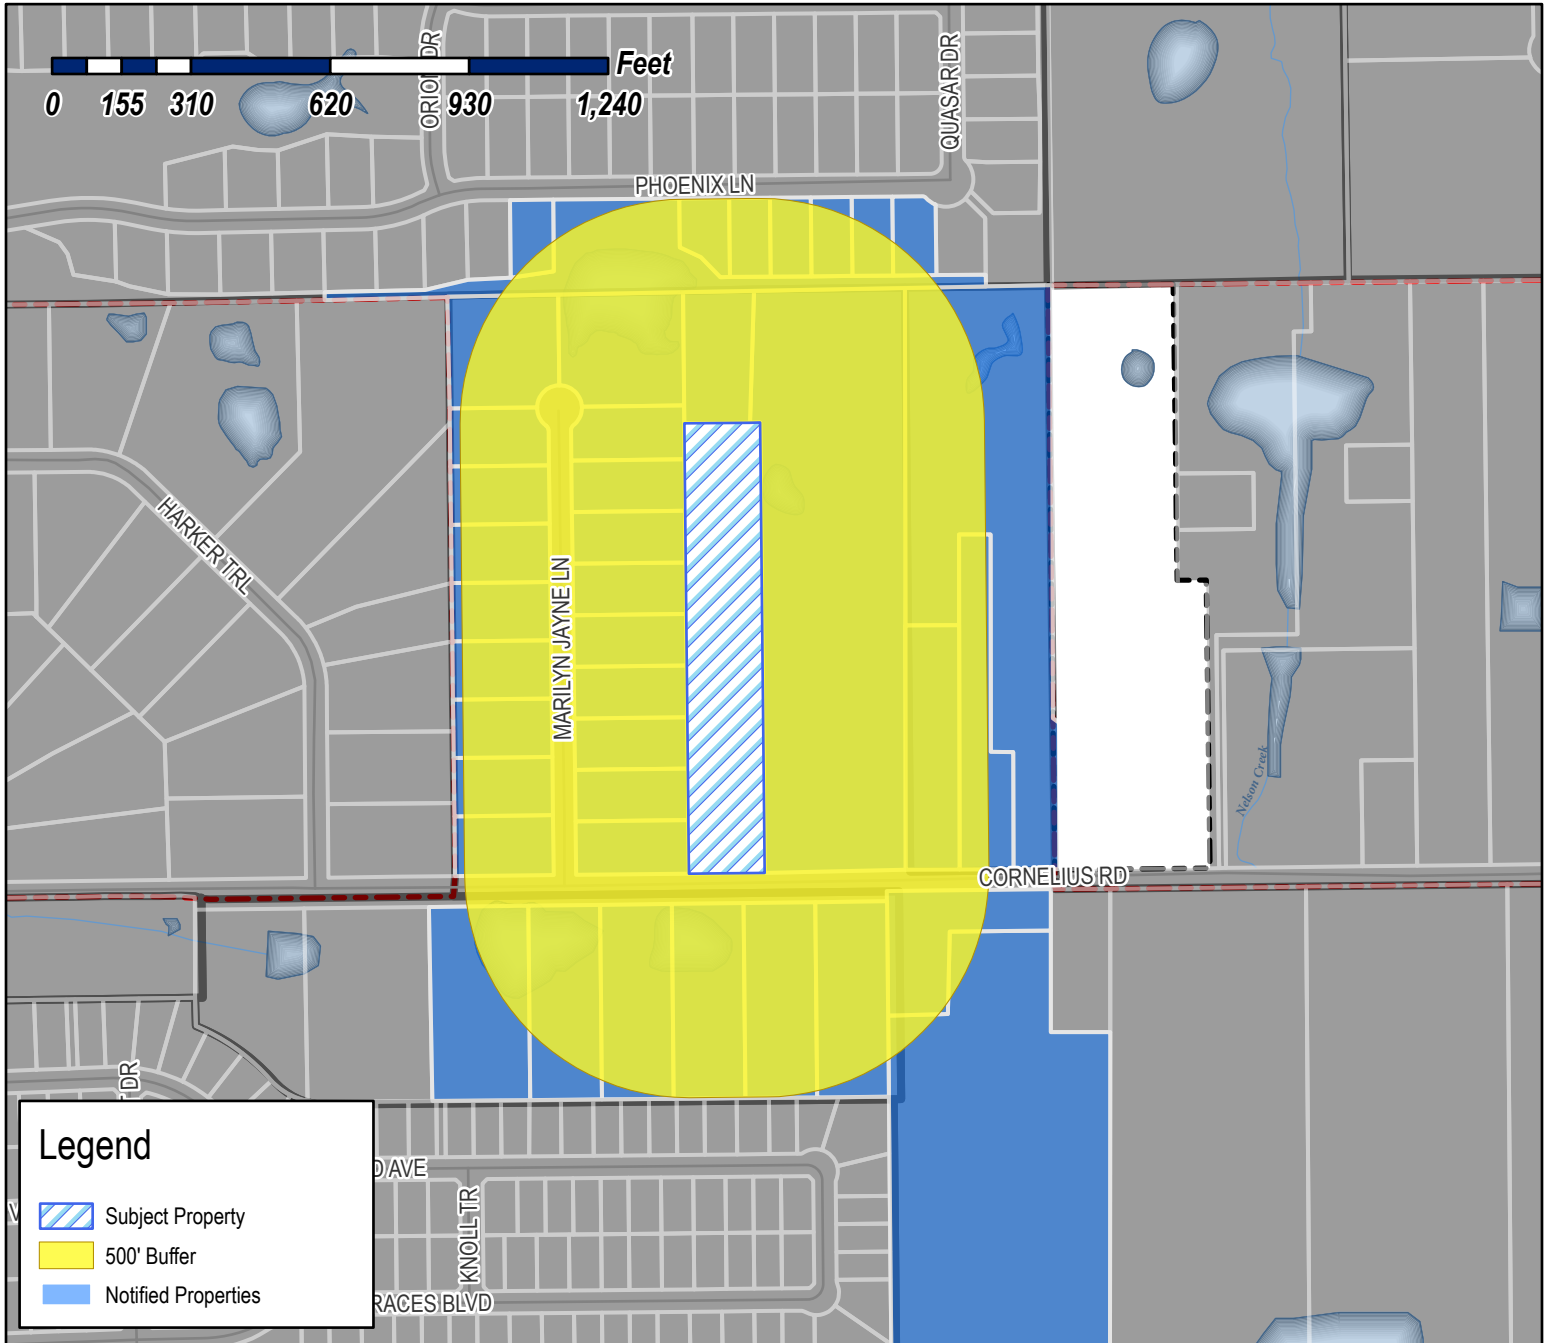 Feet
0 155 310 620 930 1,240
ORION DR
QUASAR DR
PHOENIX LN
HARKER TRL
MARILYN JAYNE LN
Nelson Creek
CORNELIUS RD
DR
Legend
Subject Property
500' Buffer
Notified Properties
D AVE
KNOLL TR
RACES BLVD